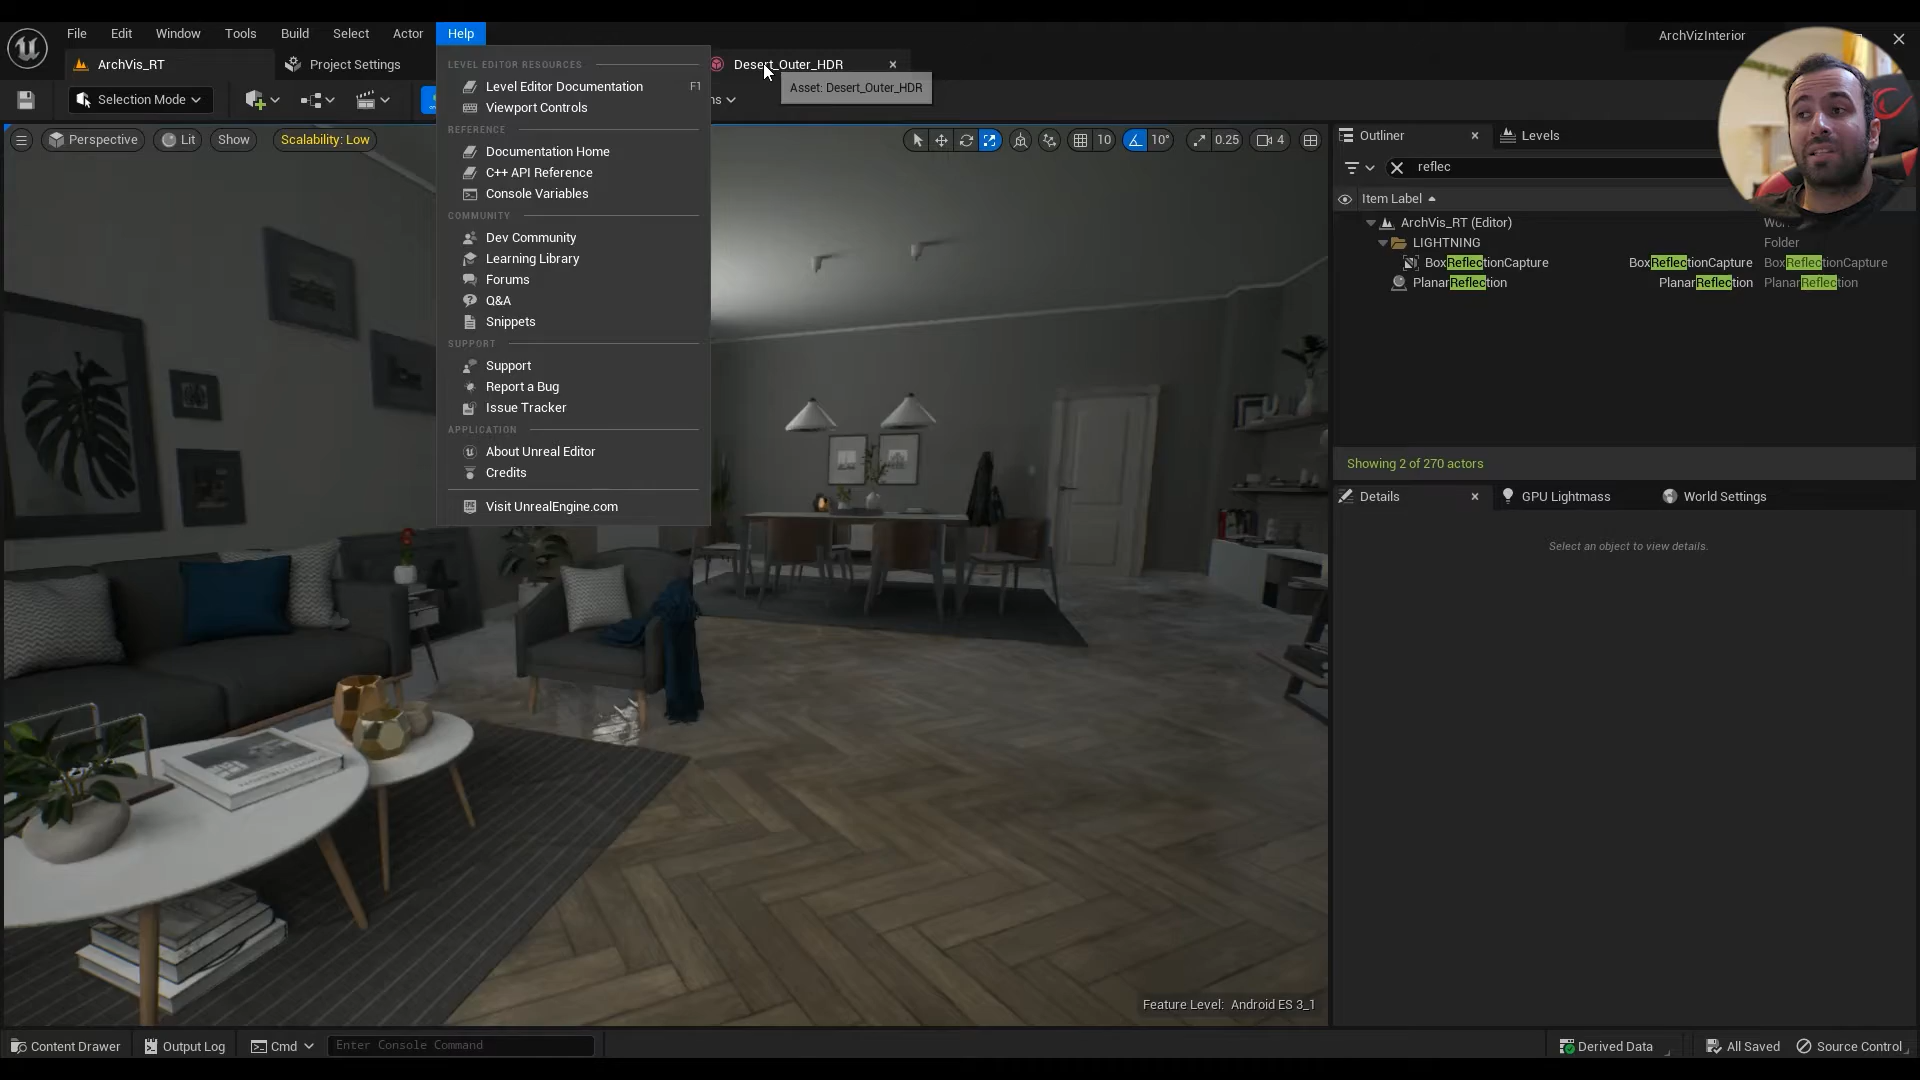 File Edit Window Tools Build Select Actor Help ArchVizInterior
ArchVis_RT Project Settings Desert_Outer_HDR
Asset: Desert_Outer_HDR
Selection Mode
Perspective Lit Show Scalability: Low 10 10° 0.25 4
LEVEL EDITOR RESOURCES
Level Editor Documentation F1
Viewport Controls
REFERENCE
Documentation Home
C++ API Reference
Console Variables
COMMUNITY
Dev Community
Learning Library
Forums
Q&A
Snippets
SUPPORT
Support
Report a Bug
Issue Tracker
APPLICATION
About Unreal Editor
Credits
Visit UnrealEngine.com
Outliner Levels
reflec
Item Label
ArchVis_RT (Editor)
LIGHTNING Folder
BoxReflectionCapture BoxReflectionCapture BoxReflectionCapture
PlanarReflection PlanarReflection PlanarReflection
Showing 2 of 270 actors
Details GPU Lightmass World Settings
Select an object to view details.
Feature Level: Android ES 3_1
Content Drawer Output Log Cmd Enter Console Command Derived Data All Saved Source Control